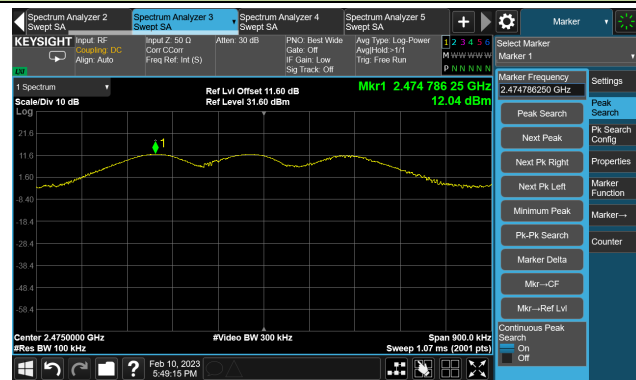 Spectrum Analyzer 2
Swept SA
Spectrum Analyzer 3
Swept SA
Spectrum Analyzer 4
Swept SA
Spectrum Analyzer 5
Swept SA
Marker
KEYSIGHT
Input: RF
Coupling: DC
Align: Auto
Input Z: 50 Ω
Corr CCorr
Freq Ref: Int (S)
Atten: 30 dB
PNO: Best Wide
Gate: Off
IF Gain: Low
Sig Track: Off
Avg Type: Log-Power
Avg|Hold:>1/1
Trig: Free Run
1 2 3 4 5 6
M W W W W W
P N N N N N
Select Marker
Marker 1
1 Spectrum
Scale/Div 10 dB
Log
Ref Lvl Offset 11.60 dB
Ref Level 31.60 dBm
Mkr1 2.474 786 25 GHz
12.04 dBm
21.6
11.6
1.60
-8.40
-18.4
-28.4
-38.4
-48.4
-58.4
1
Center 2.4750000 GHz
#Res BW 100 kHz
#Video BW 300 kHz
Span 900.0 kHz
Sweep 1.07 ms (2001 pts)
Marker Frequency
2.474786250 GHz
Peak Search
Next Peak
Next Pk Right
Next Pk Left
Minimum Peak
Pk-Pk Search
Marker Delta
Mkr→CF
Mkr→Ref Lvl
Continuous Peak
Search
On
Off
Settings
Peak
Search
Pk Search
Config
Properties
Marker
Function
Marker→
Counter
?
Feb 10, 2023
5:49:15 PM